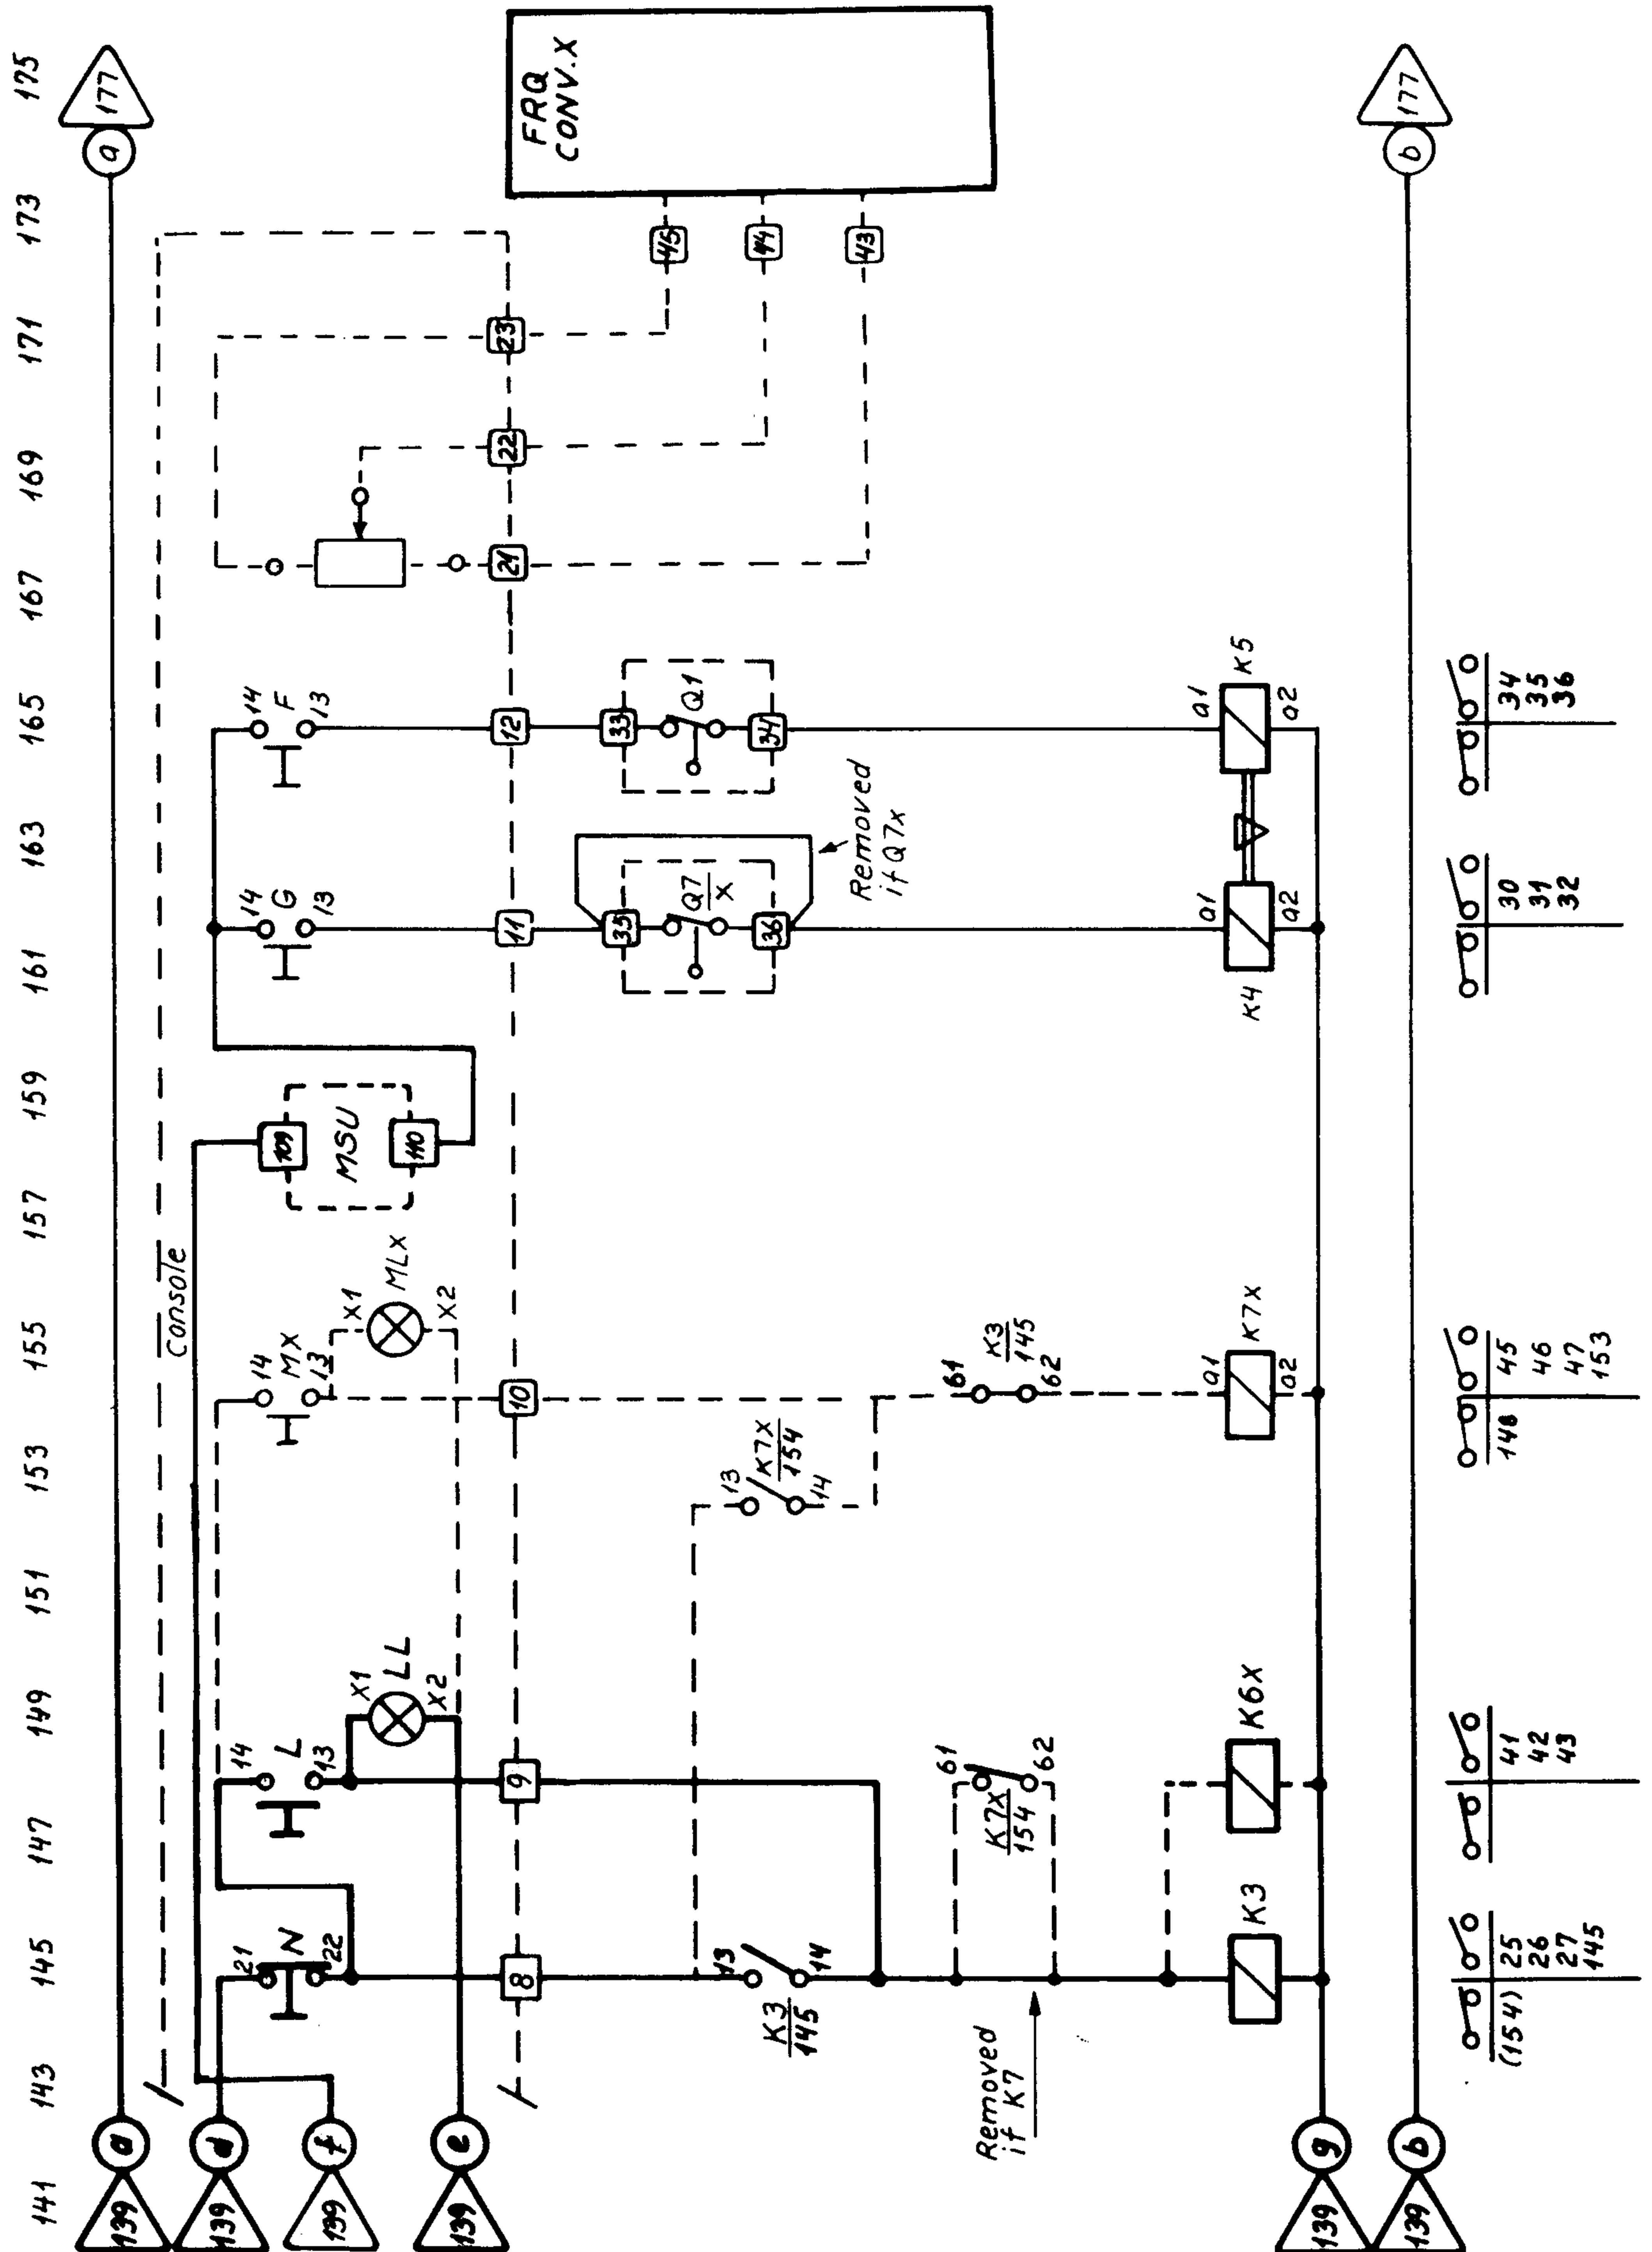 141 143 145 147 149 151 153 155 157 159 161 163 165 167 169 171 173 175
139 a
a 177
Console
139 d
139 f
139 e
21 N 22
14 L 13
X1 LL X2
14 MX 13
X1 MLX X2
109 MSU 110
14 G 13
14 F 13
8 9 10 11 12 21 22 23
FRQ
CONV.X
45 44 43
K3
145
13 14
13 14
K7X
154
35 Q7
X
36
Removed
if Q7x
33 Q1 34
Removed
if K7
61 62
K7X
154
61 62
K3
145
K3
K6X
a1 K7X a2
K4 a1 a2
a1 K5 a2
139 g
139 b
b 177
(154)
25
26
27
145
41
42
43
148
45
46
47
153
30
31
32
34
35
36